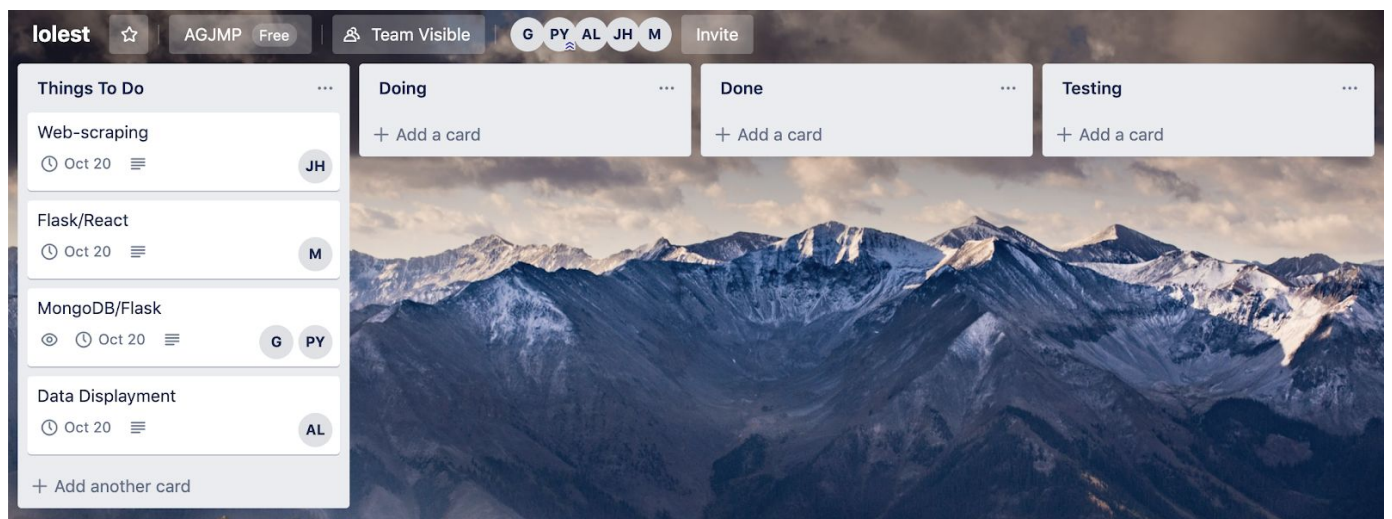 lolest AGJMP Free Team Visible G PY AL JH M Invite
Things To Do
Web-scraping
Oct 20 JH
Flask/React
Oct 20 M
MongoDB/Flask
Oct 20 G PY
Data Displayment
Oct 20 AL
+ Add another card
Doing
+ Add a card
Done
+ Add a card
Testing
+ Add a card